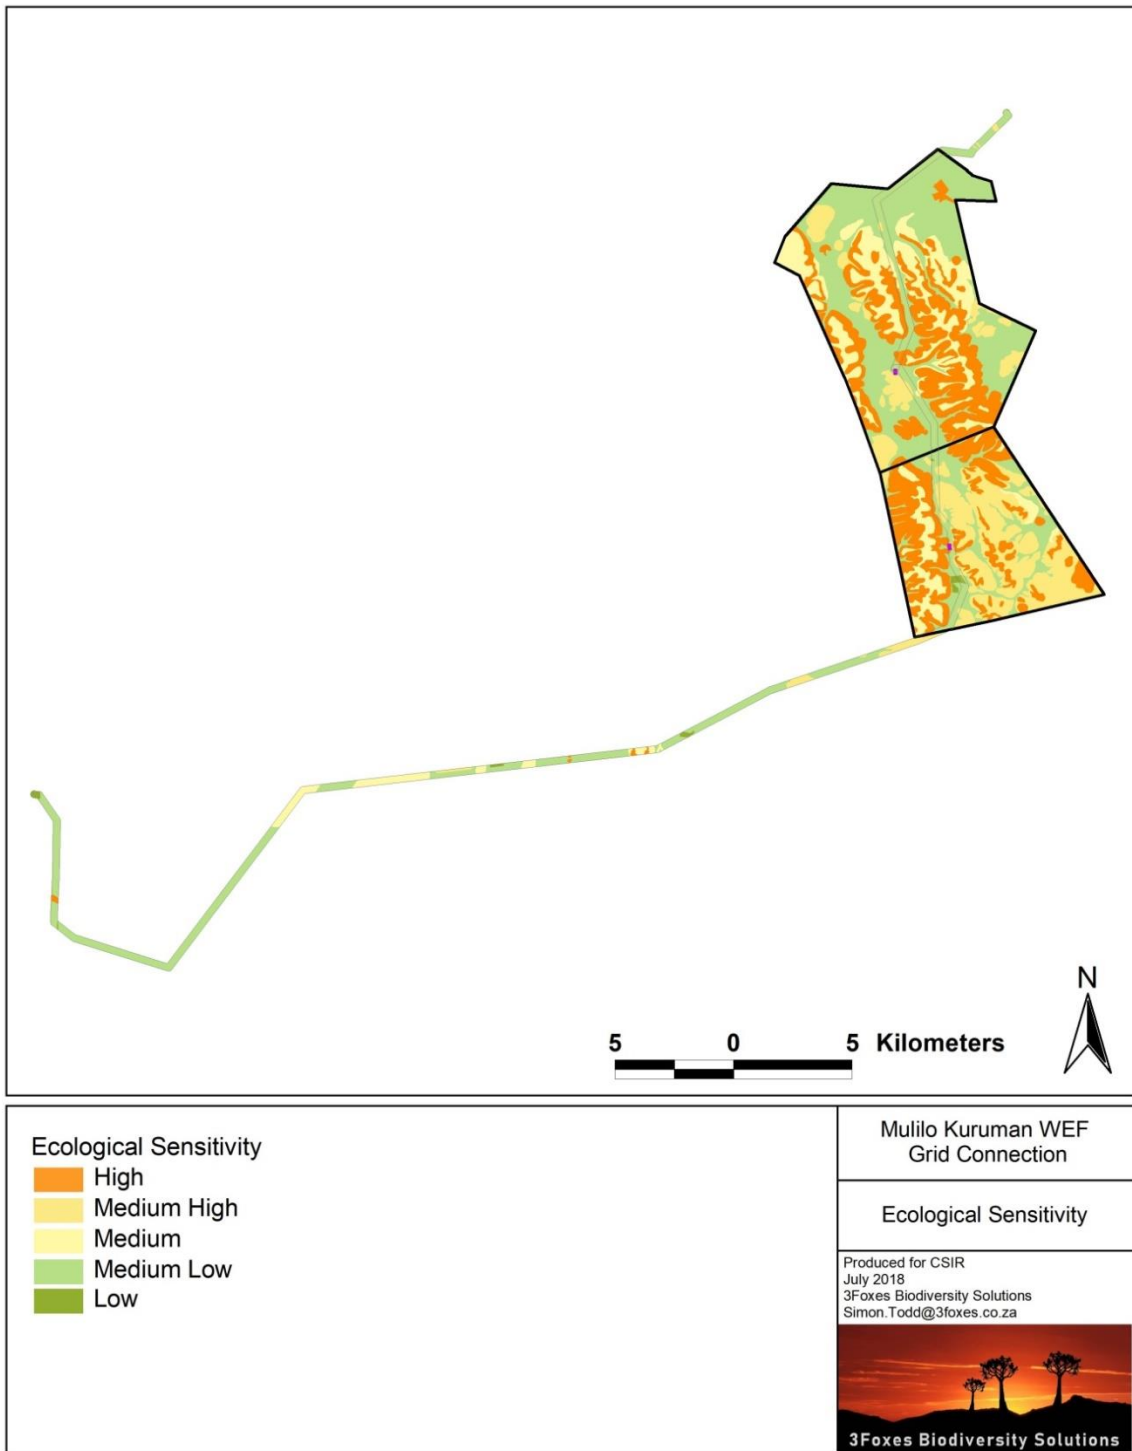 N
5 0 5 Kilometers
Ecological Sensitivity
High
Medium High
Medium
Medium Low
Low
Mulilo Kuruman WEF
Grid Connection
Ecological Sensitivity
Produced for CSIR
July 2018
3Foxes Biodiversity Solutions
Simon.Todd@3foxes.co.za
3Foxes Biodiversity Solutions